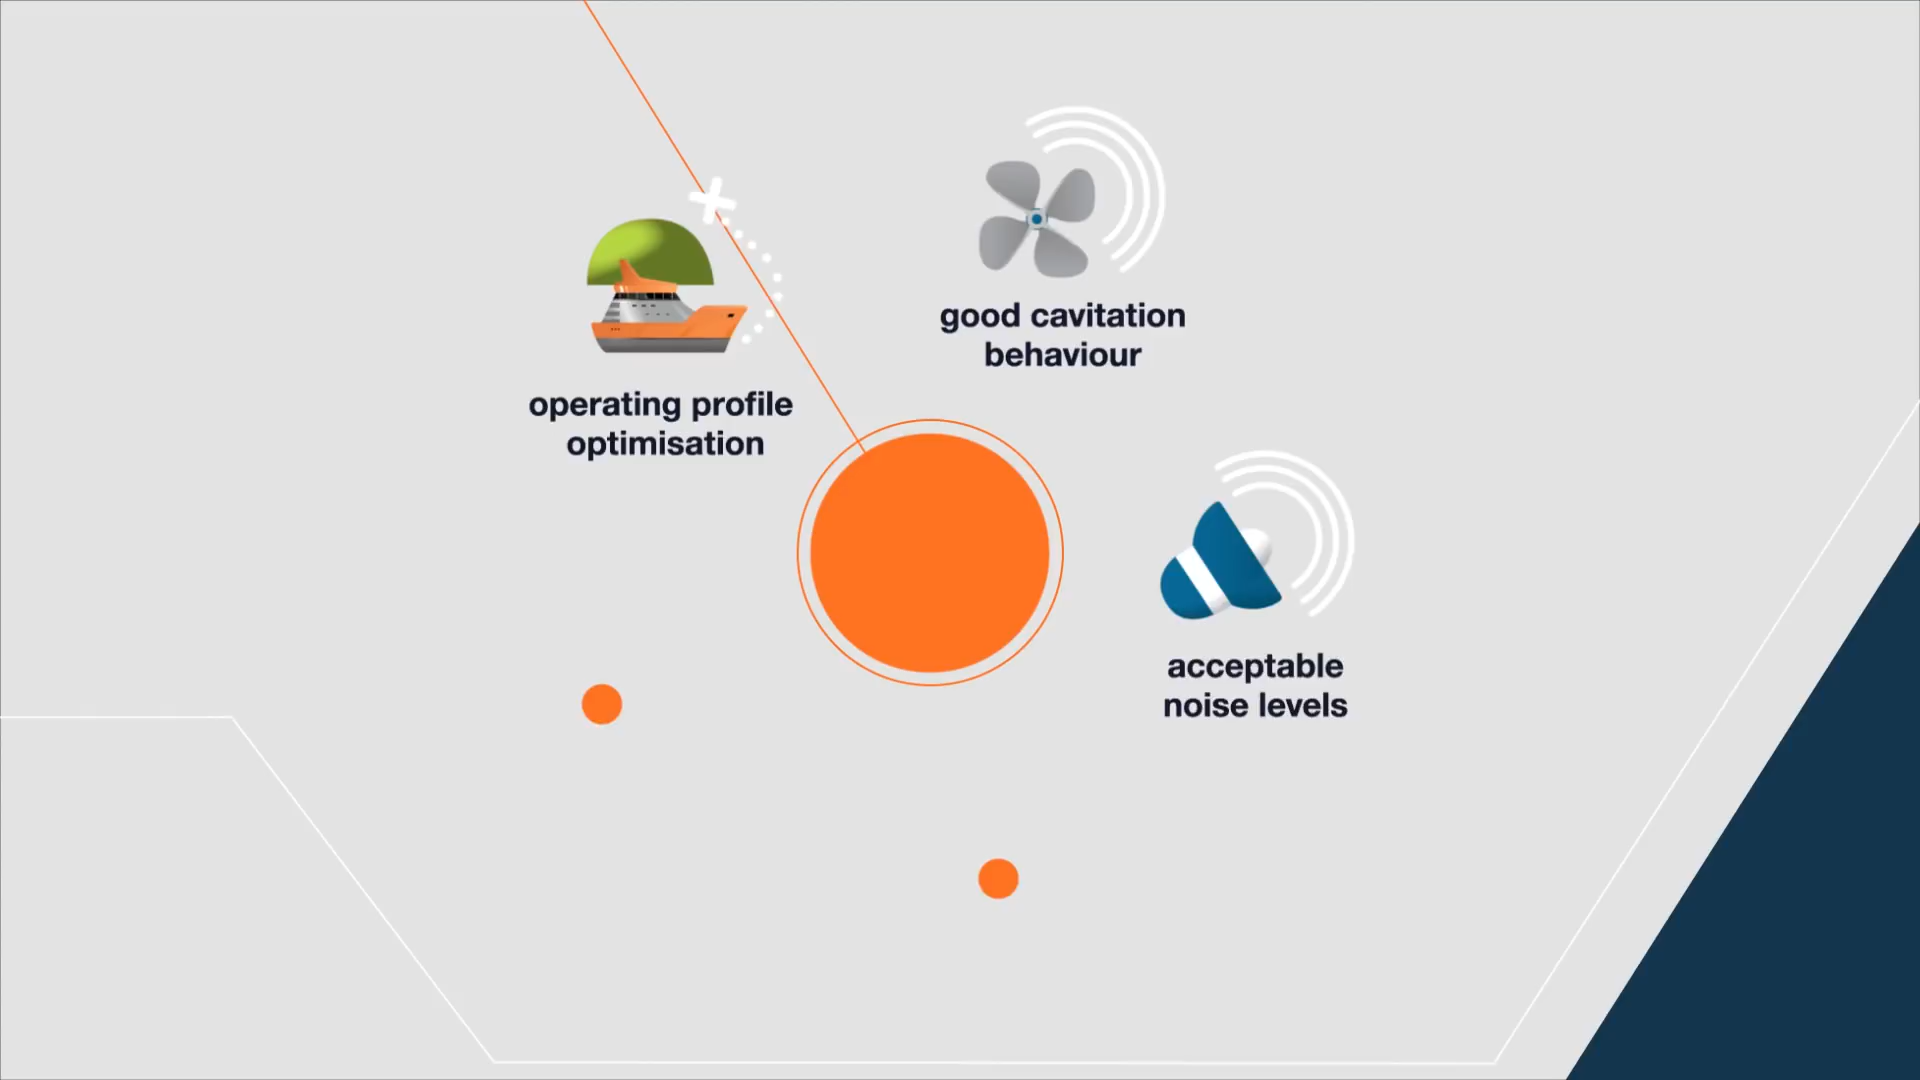 operating profile
optimisation
good cavitation
behaviour
acceptable
noise levels